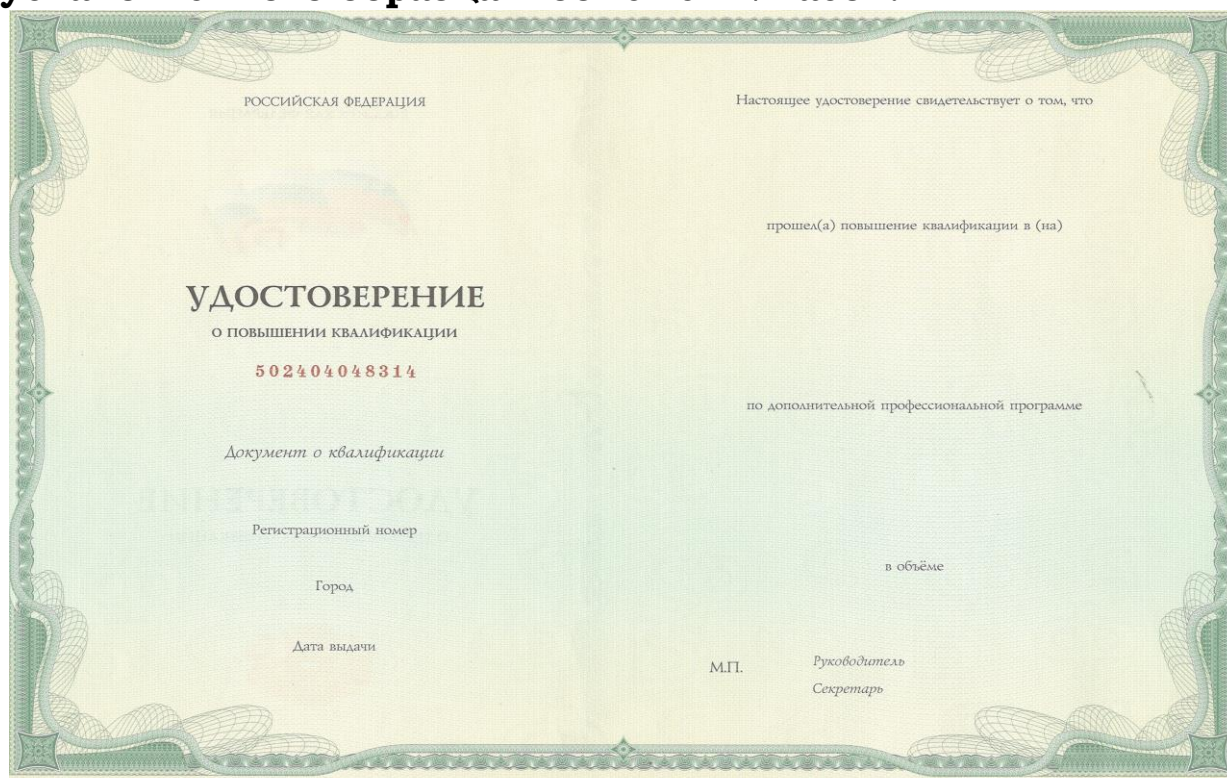 РОССИЙСКАЯ ФЕДЕРАЦИЯ
УДОСТОВЕРЕНИЕ
О ПОВЫШЕНИИ КВАЛИФИКАЦИИ
502404048314
Документ о квалификации
Регистрационный номер
Город
Дата выдачи
Настоящее удостоверение свидетельствует о том, что
прошел(а) повышение квалификации в (на)
по дополнительной профессиональной программе
в объёме
М.П.
Руководитель
Секретарь